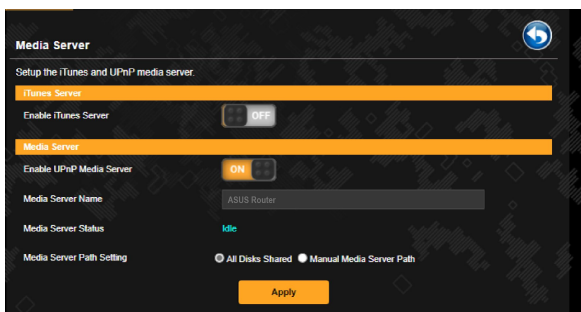 Media Server
Setup the iTunes and UPnP media server.
iTunes Server
Enable iTunes Server OFF
Media Server
Enable UPnP Media Server ON
Media Server Name ASUS Router
Media Server Status Idle
Media Server Path Setting All Disks Shared Manual Media Server Path
Apply